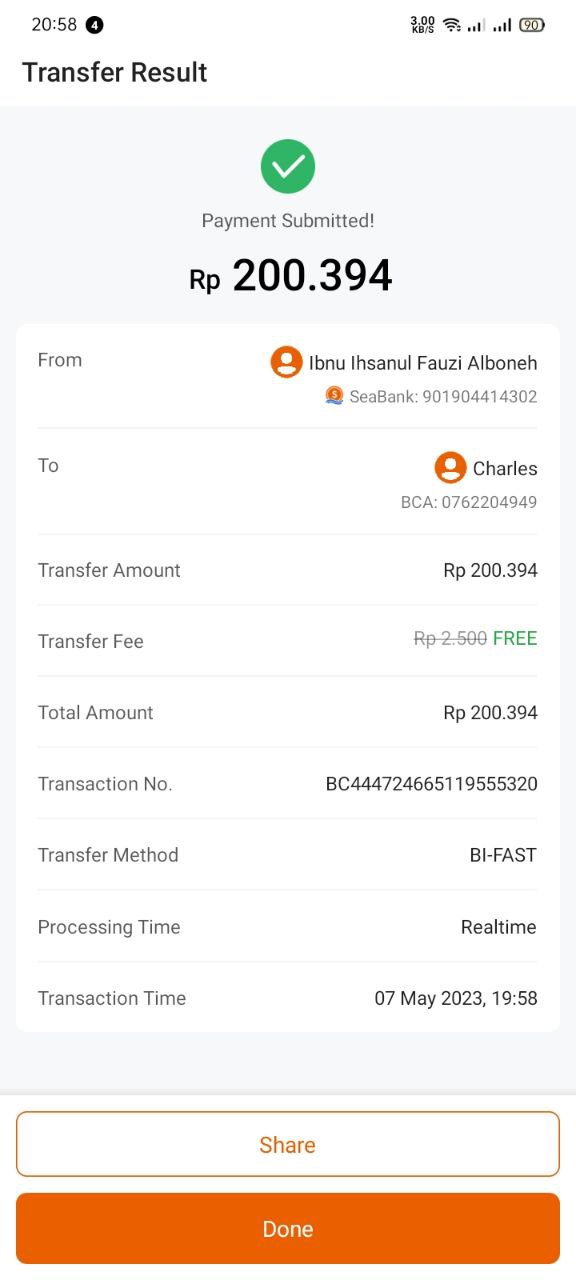 20:58 4 3.00 KB/S 90
Transfer Result
Payment Submitted!
Rp 200.394
From Ibnu Ihsanul Fauzi Alboneh
SeaBank: 901904414302
To Charles
BCA: 0762204949
Transfer Amount Rp 200.394
Transfer Fee Rp 2.500 FREE
Total Amount Rp 200.394
Transaction No. BC444724665119555320
Transfer Method BI-FAST
Processing Time Realtime
Transaction Time 07 May 2023, 19:58
Share
Done